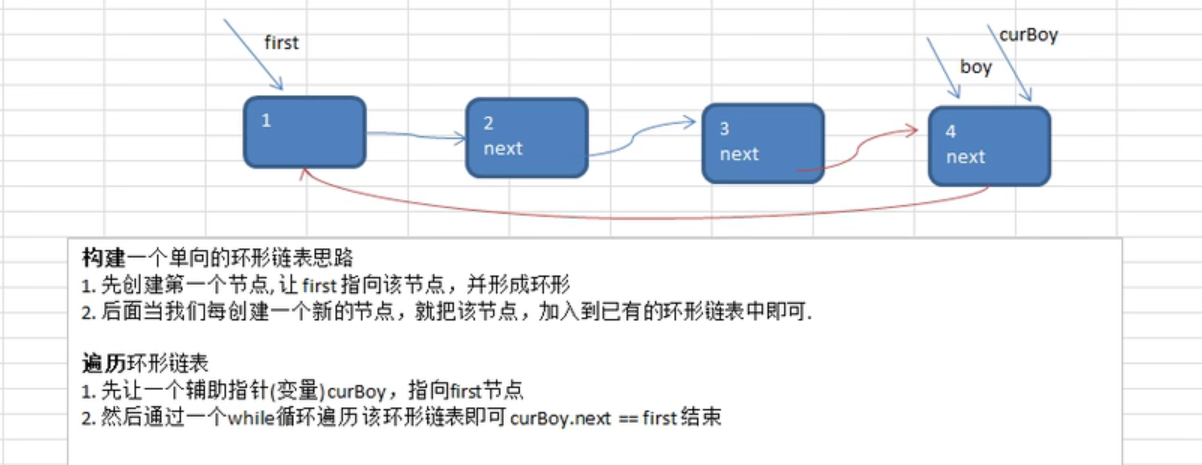 first
curBoy
boy
1
2
next
3
next
4
next
构建一个单向的环形链表思路
1. 先创建第一个节点, 让 first 指向该节点，并形成环形
2. 后面当我们每创建一个新的节点，就把该节点，加入到已有的环形链表中即可.
遍历环形链表
1. 先让一个辅助指针(变量) curBoy，指向first节点
2. 然后通过一个while循环遍历 该环形链表即可 curBoy.next == first 结束